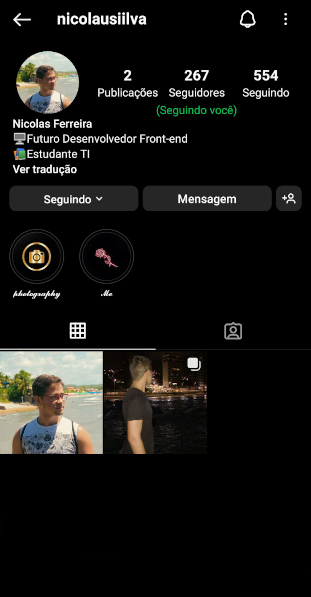 nicolausiilva
2 267 554
Publicações Seguidores Seguindo
(Seguindo você)
Nicolas Ferreira
🖥️Futuro Desenvolvedor Front-end
📚Estudante TI
Ver tradução
Seguindo Mensagem
photography Me